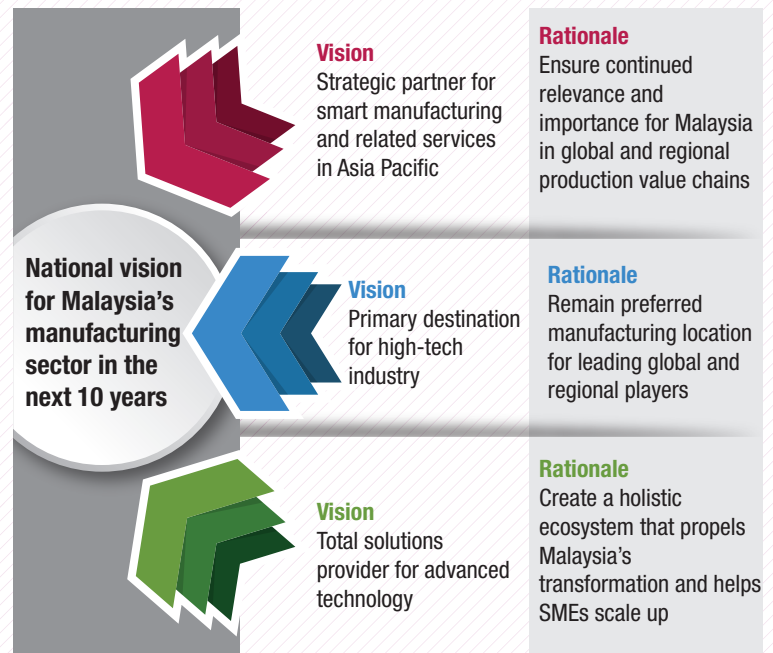 National vision
for Malaysia's
manufacturing
sector in the
next 10 years
Vision
Strategic partner for
smart manufacturing
and related services
in Asia Pacific
Rationale
Ensure continued
relevance and
importance for Malaysia
in global and regional
production value chains
Vision
Primary destination
for high-tech
industry
Rationale
Remain preferred
manufacturing location
for leading global and
regional players
Vision
Total solutions
provider for advanced
technology
Rationale
Create a holistic
ecosystem that propels
Malaysia's
transformation and helps
SMEs scale up